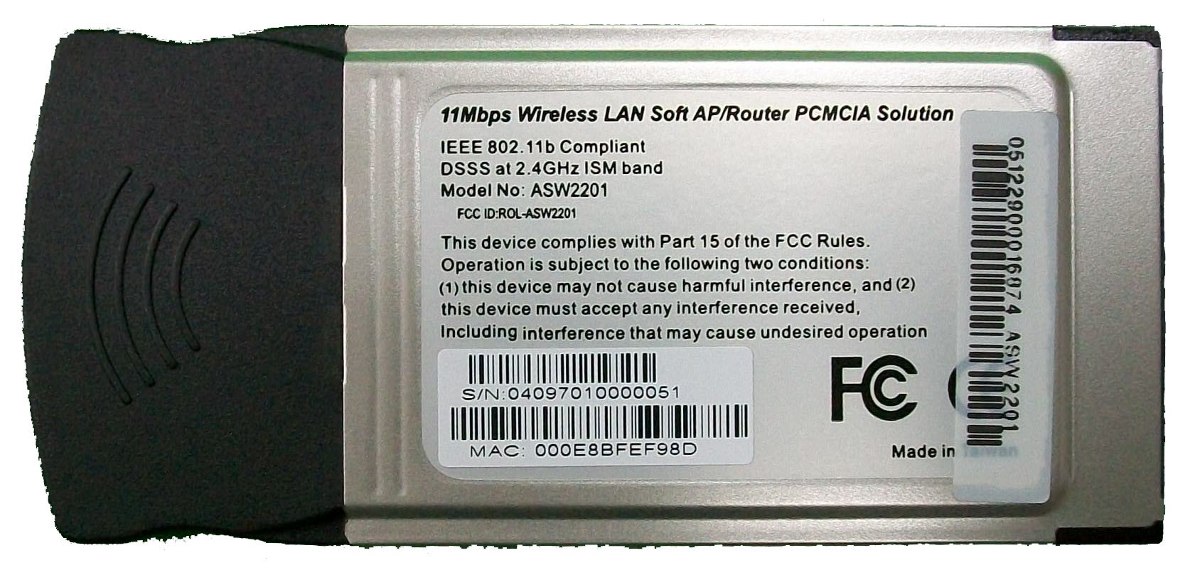 11Mbps Wireless LAN Soft AP/Router PCMCIA Solution
IEEE 802.11b Compliant
DSSS at 2.4GHz ISM band
Model No: ASW2201
FCC ID:ROL-ASW2201
This device complies with Part 15 of the FCC Rules.
Operation is subject to the following two conditions:
(1) this device may not cause harmful interference, and (2)
this device must accept any interference received,
Including interference that may cause undesired operation
S/N:04097010000051
MAC: 000E8BFEF98D
FC
Made in Taiwan
05122900016874 ASW2201